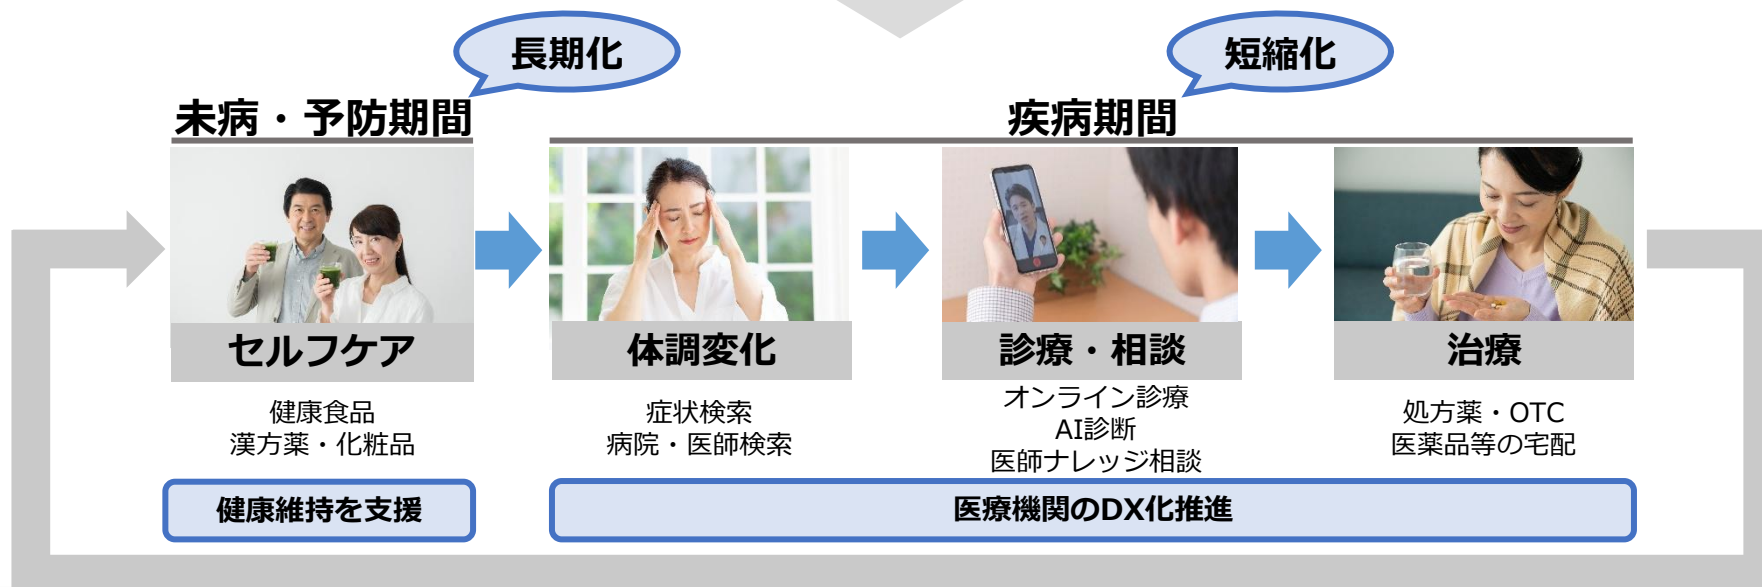 長期化
短縮化
未病・予防期間
疾病期間
セルフケア
体調変化
診療・相談
治療
健康食品
漢方薬・化粧品
症状検索
病院・医師検索
オンライン診療
AI診断
医師ナレッジ相談
処方薬・OTC
医薬品等の宅配
健康維持を支援
医療機関のDX化推進